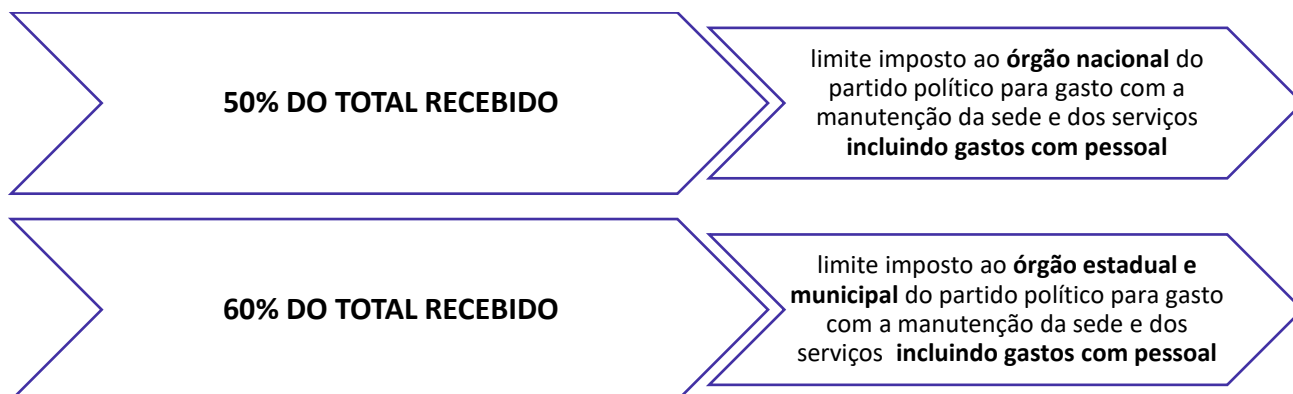 50% DO TOTAL RECEBIDO
limite imposto ao órgão nacional do
partido político para gasto com a
manutenção da sede e dos serviços
incluindo gastos com pessoal
60% DO TOTAL RECEBIDO
limite imposto ao órgão estadual e
municipal do partido político para gasto
com a manutenção da sede e dos
serviços incluindo gastos com pessoal